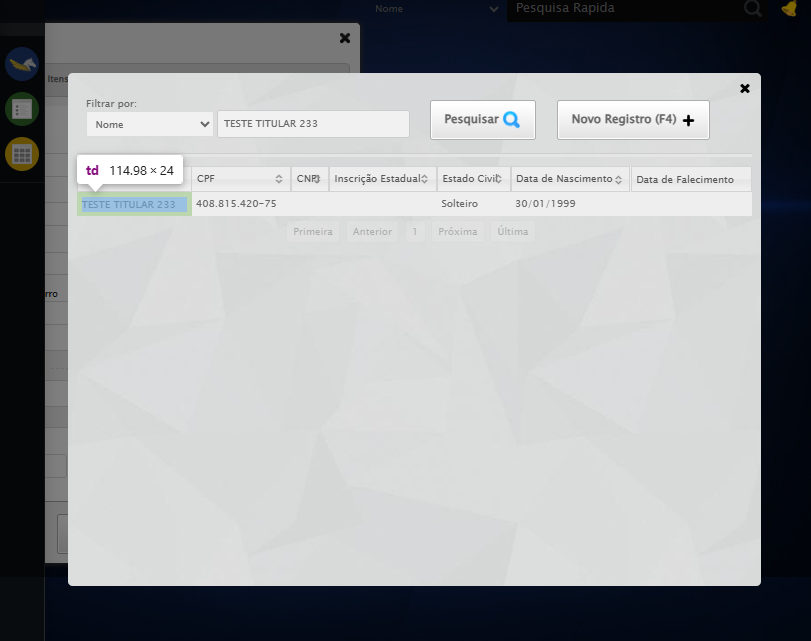 Nome
Pesquisa Rapida
Itens
Filtrar por:
Nome
TESTE TITULAR 233
Pesquisar
Novo Registro (F4)
td 114.98 × 24
CPF
CNPJ
Inscrição Estadual
Estado Civil
Data de Nascimento
Data de Falecimento
TESTE TITULAR 233
408.815.420-75
Solteiro
30/01/1999
Primeira
Anterior
1
Próxima
Última
rro